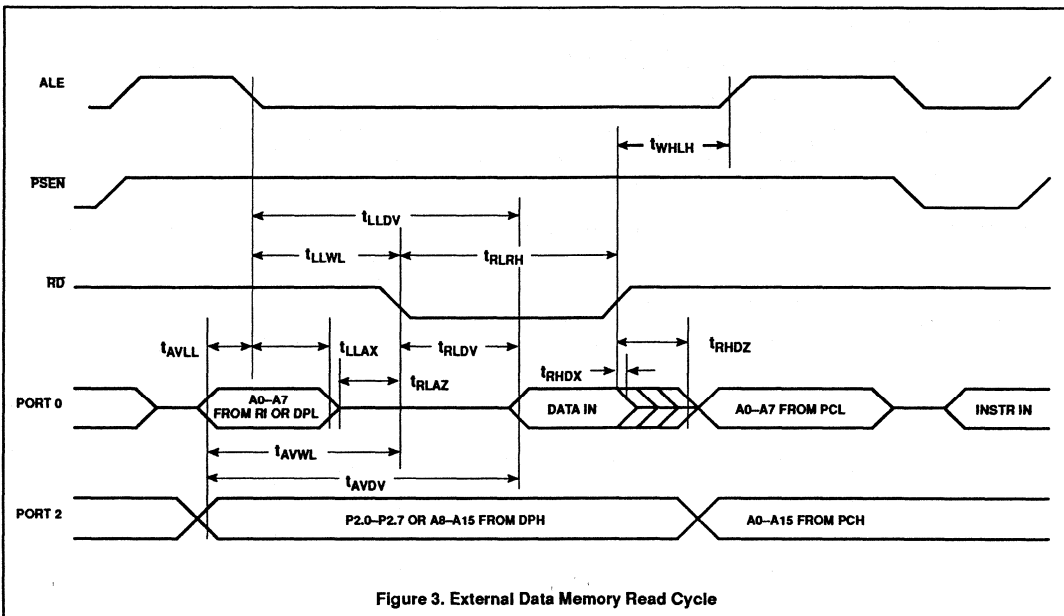 ALE
tWHLH
PSEN
tLLDV
tLLWL
tRLRH
RD
tAVLL
tLLAX
tRLDV
tRHDZ
tRLAZ
tRHDX
PORT 0
A0–A7
FROM RI OR DPL
DATA IN
A0–A7 FROM PCL
INSTR IN
tAVWL
tAVDV
PORT 2
P2.0–P2.7 OR A8–A15 FROM DPH
A0–A15 FROM PCH
Figure 3. External Data Memory Read Cycle